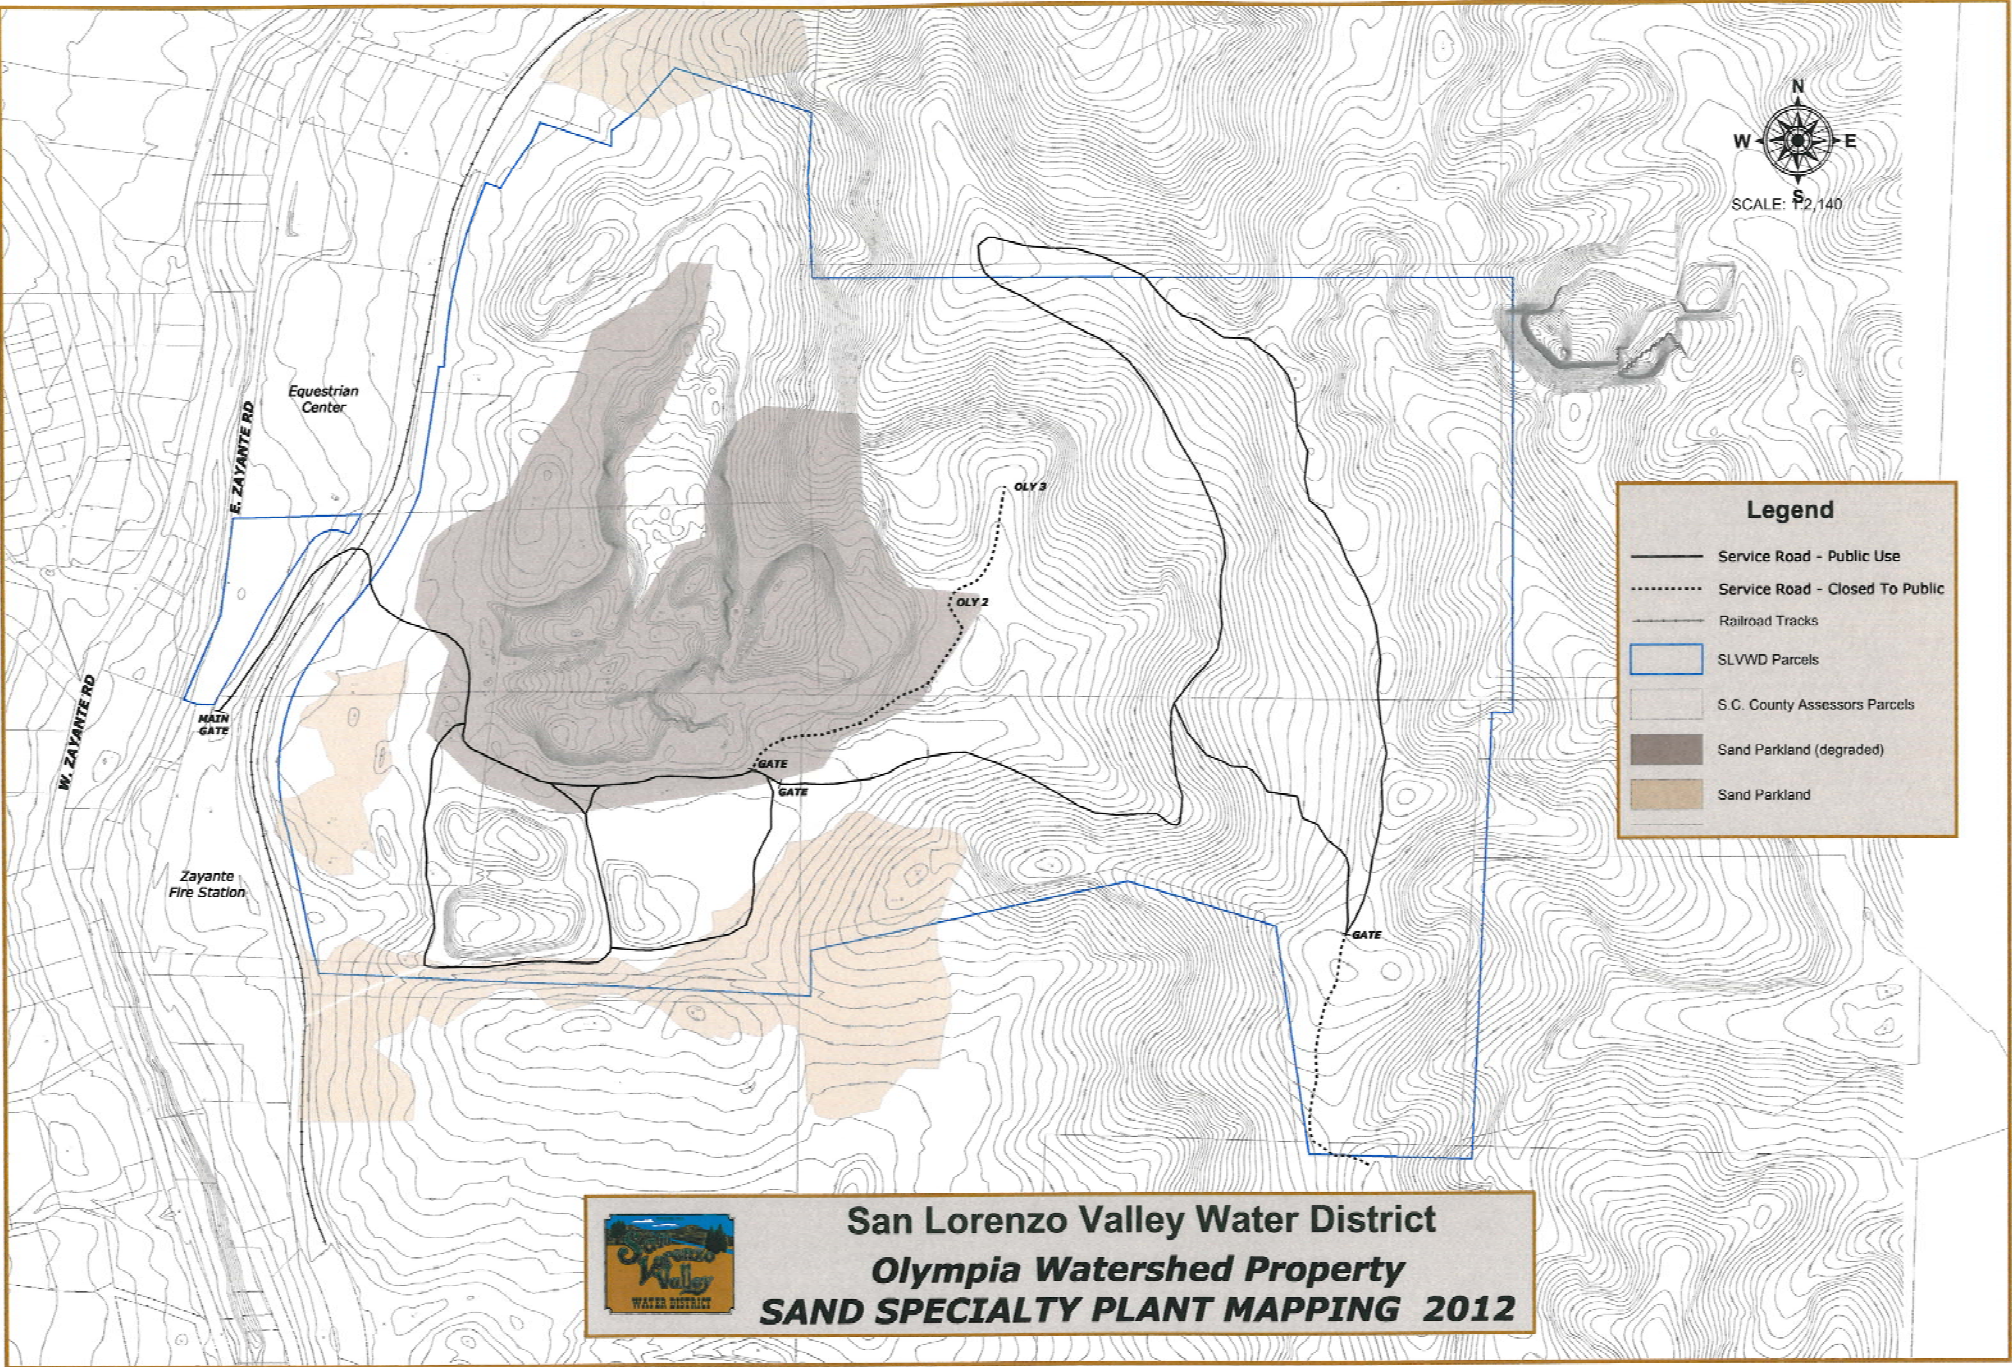 N
W E
S
SCALE: 1:2,140
Equestrian
Center
E. ZAYANTE RD
OLY 3
OLY 2
Legend
Service Road - Public Use
Service Road - Closed To Public
Railroad Tracks
SLVWD Parcels
S.C. County Assessors Parcels
Sand Parkland (degraded)
Sand Parkland
W. ZAYANTE RD
MAIN
GATE
GATE
GATE
Zayante
Fire Station
GATE
San Lorenzo Valley Water District
Olympia Watershed Property
SAND SPECIALTY PLANT MAPPING 2012
San
Lorenzo
Valley
WATER DISTRICT